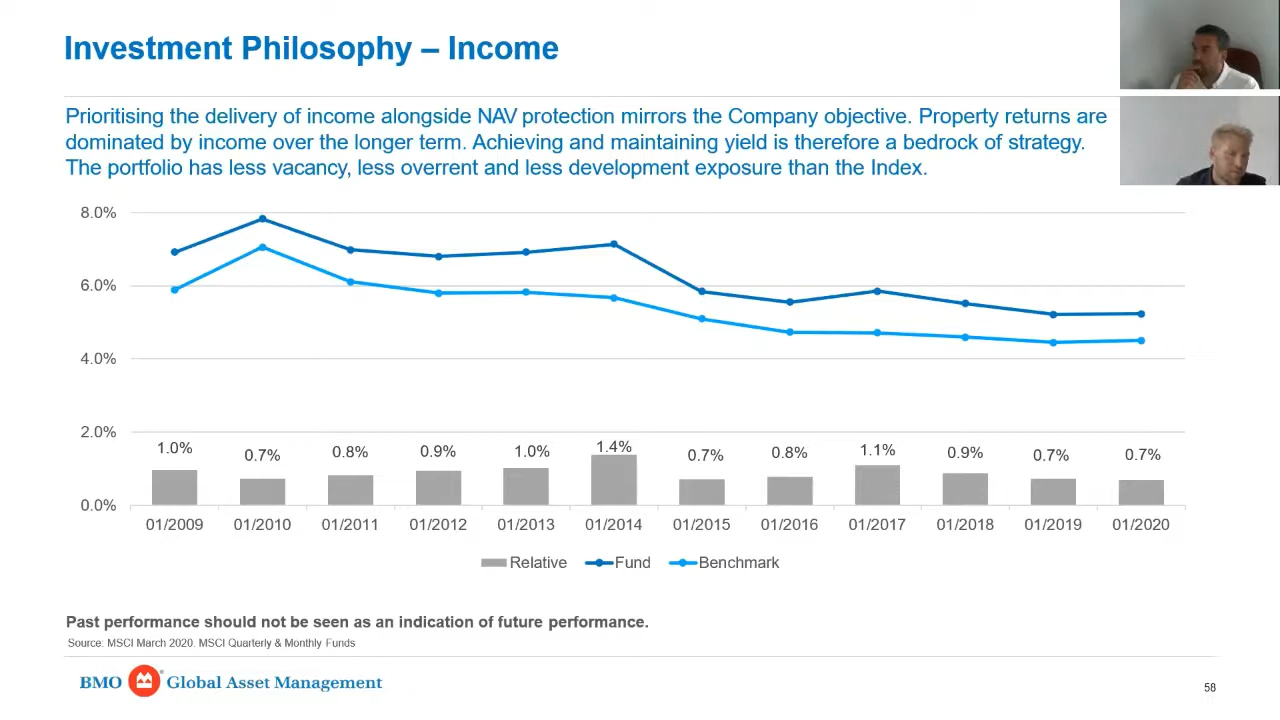 Investment Philosophy – Income
Prioritising the delivery of income alongside NAV protection mirrors the Company objective. Property returns are
dominated by income over the longer term. Achieving and maintaining yield is therefore a bedrock of strategy.
The portfolio has less vacancy, less overrent and less development exposure than the Index.
8.0%
6.0%
4.0%
2.0%
0.0%
1.0% 0.7% 0.8% 0.9% 1.0% 1.4% 0.7% 0.8% 1.1% 0.9% 0.7% 0.7%
01/2009 01/2010 01/2011 01/2012 01/2013 01/2014 01/2015 01/2016 01/2017 01/2018 01/2019 01/2020
Relative Fund Benchmark
Past performance should not be seen as an indication of future performance.
Source: MSCI March 2020. MSCI Quarterly & Monthly Funds
BMO Global Asset Management
58